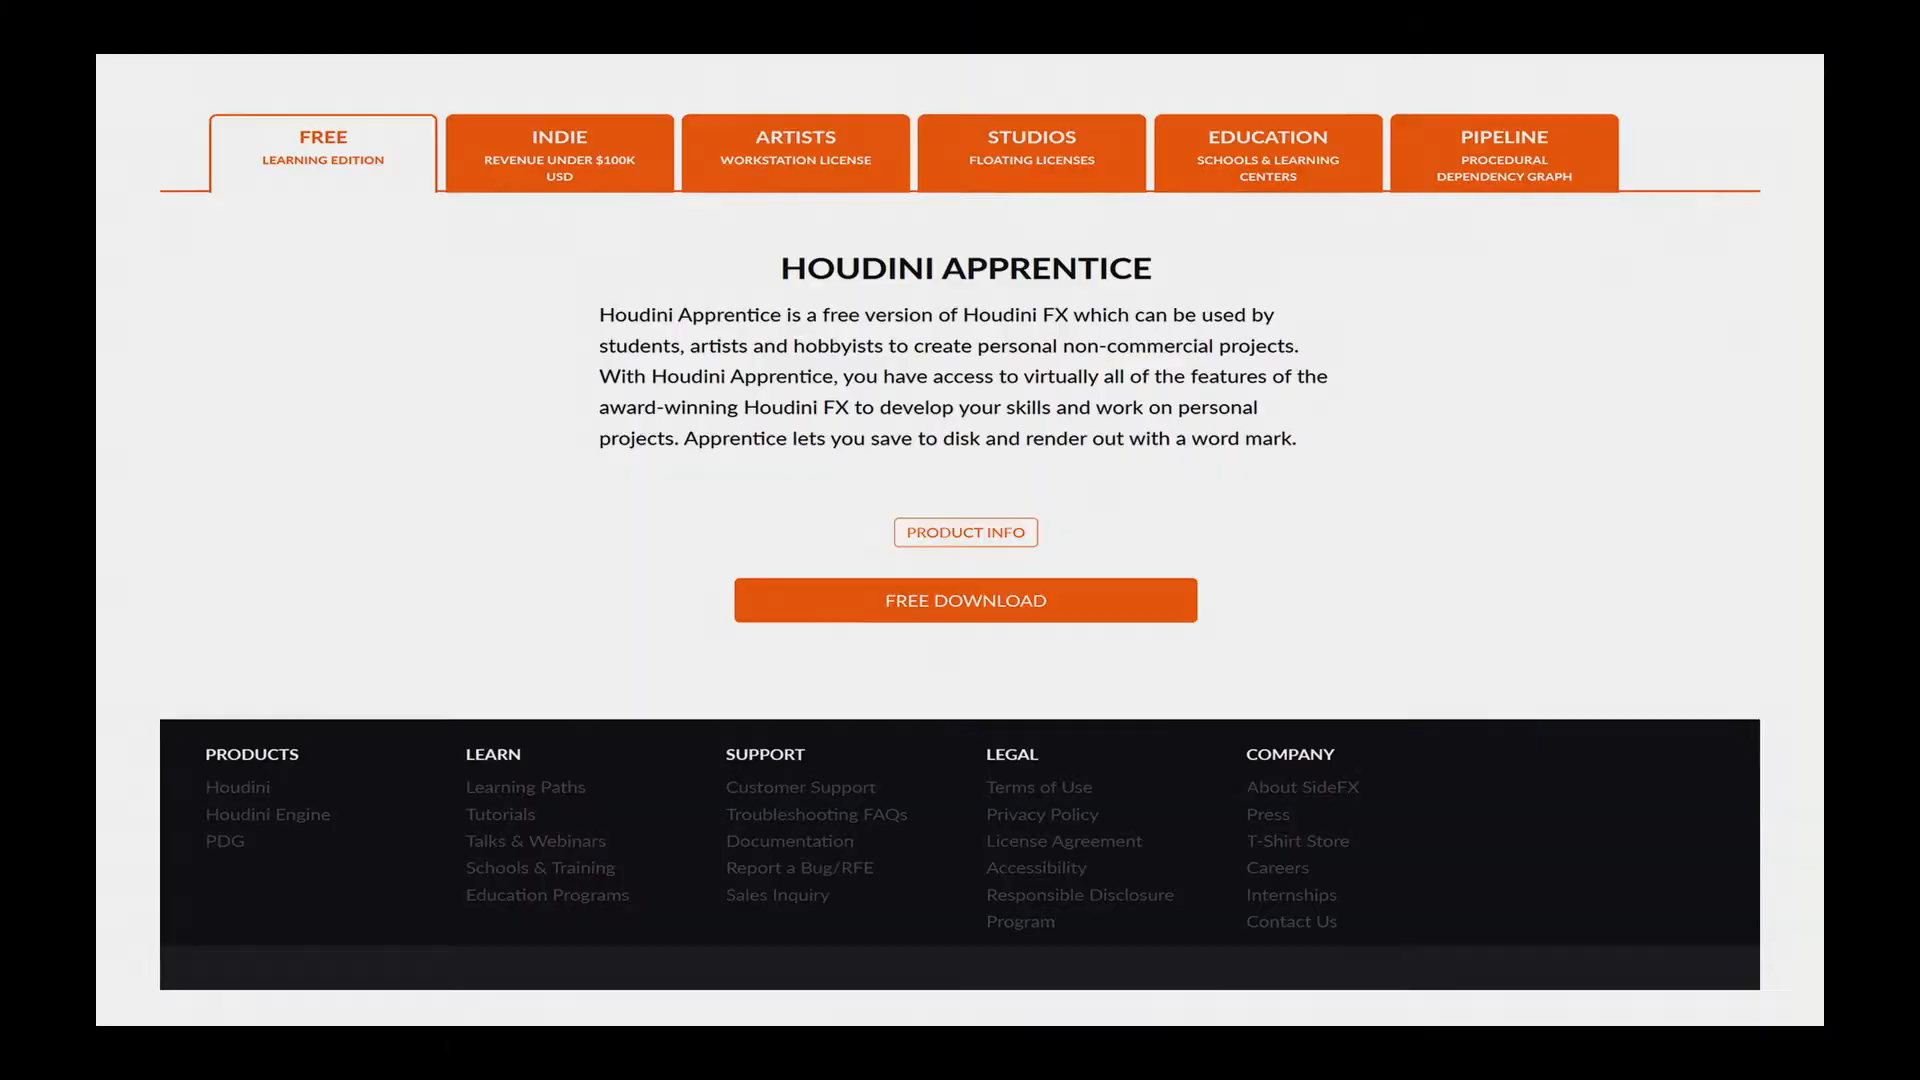 FREE
LEARNING EDITION
INDIE
REVENUE UNDER $100K
USD
ARTISTS
WORKSTATION LICENSE
STUDIOS
FLOATING LICENSES
EDUCATION
SCHOOLS & LEARNING
CENTERS
PIPELINE
PROCEDURAL
DEPENDENCY GRAPH
HOUDINI APPRENTICE
Houdini Apprentice is a free version of Houdini FX which can be used by
students, artists and hobbyists to create personal non-commercial projects.
With Houdini Apprentice, you have access to virtually all of the features of the
award-winning Houdini FX to develop your skills and work on personal
projects. Apprentice lets you save to disk and render out with a word mark.
PRODUCT INFO
FREE DOWNLOAD
PRODUCTS
Houdini
Houdini Engine
PDG
LEARN
Learning Paths
Tutorials
Talks & Webinars
Schools & Training
Education Programs
SUPPORT
Customer Support
Troubleshooting FAQs
Documentation
Report a Bug/RFE
Sales Inquiry
LEGAL
Terms of Use
Privacy Policy
License Agreement
Accessibility
Responsible Disclosure
Program
COMPANY
About SideFX
Press
T-Shirt Store
Careers
Internships
Contact Us